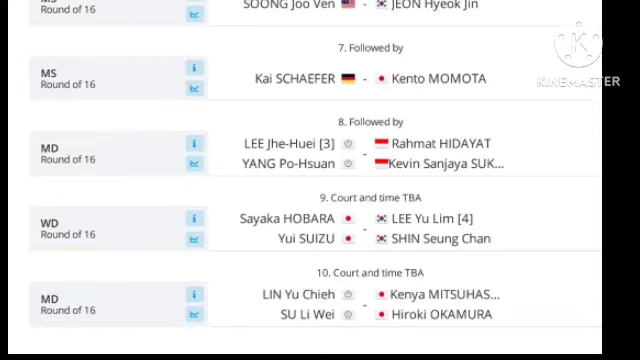 MS
Round of 16
SOONG Joo Ven - JEON Hyeok Jin
7. Followed by
MS
Round of 16
Kai SCHAEFER - Kento MOMOTA
8. Followed by
MD
Round of 16
LEE Jhe-Huei [3] - Rahmat HIDAYAT
YANG Po-Hsuan Kevin Sanjaya SUK...
9. Court and time TBA
WD
Round of 16
Sayaka HOBARA - LEE Yu Lim [4]
Yui SUIZU SHIN Seung Chan
10. Court and time TBA
MD
Round of 16
LIN Yu Chieh - Kenya MITSUHAS...
SU Li Wei Hiroki OKAMURA
KINEMASTER